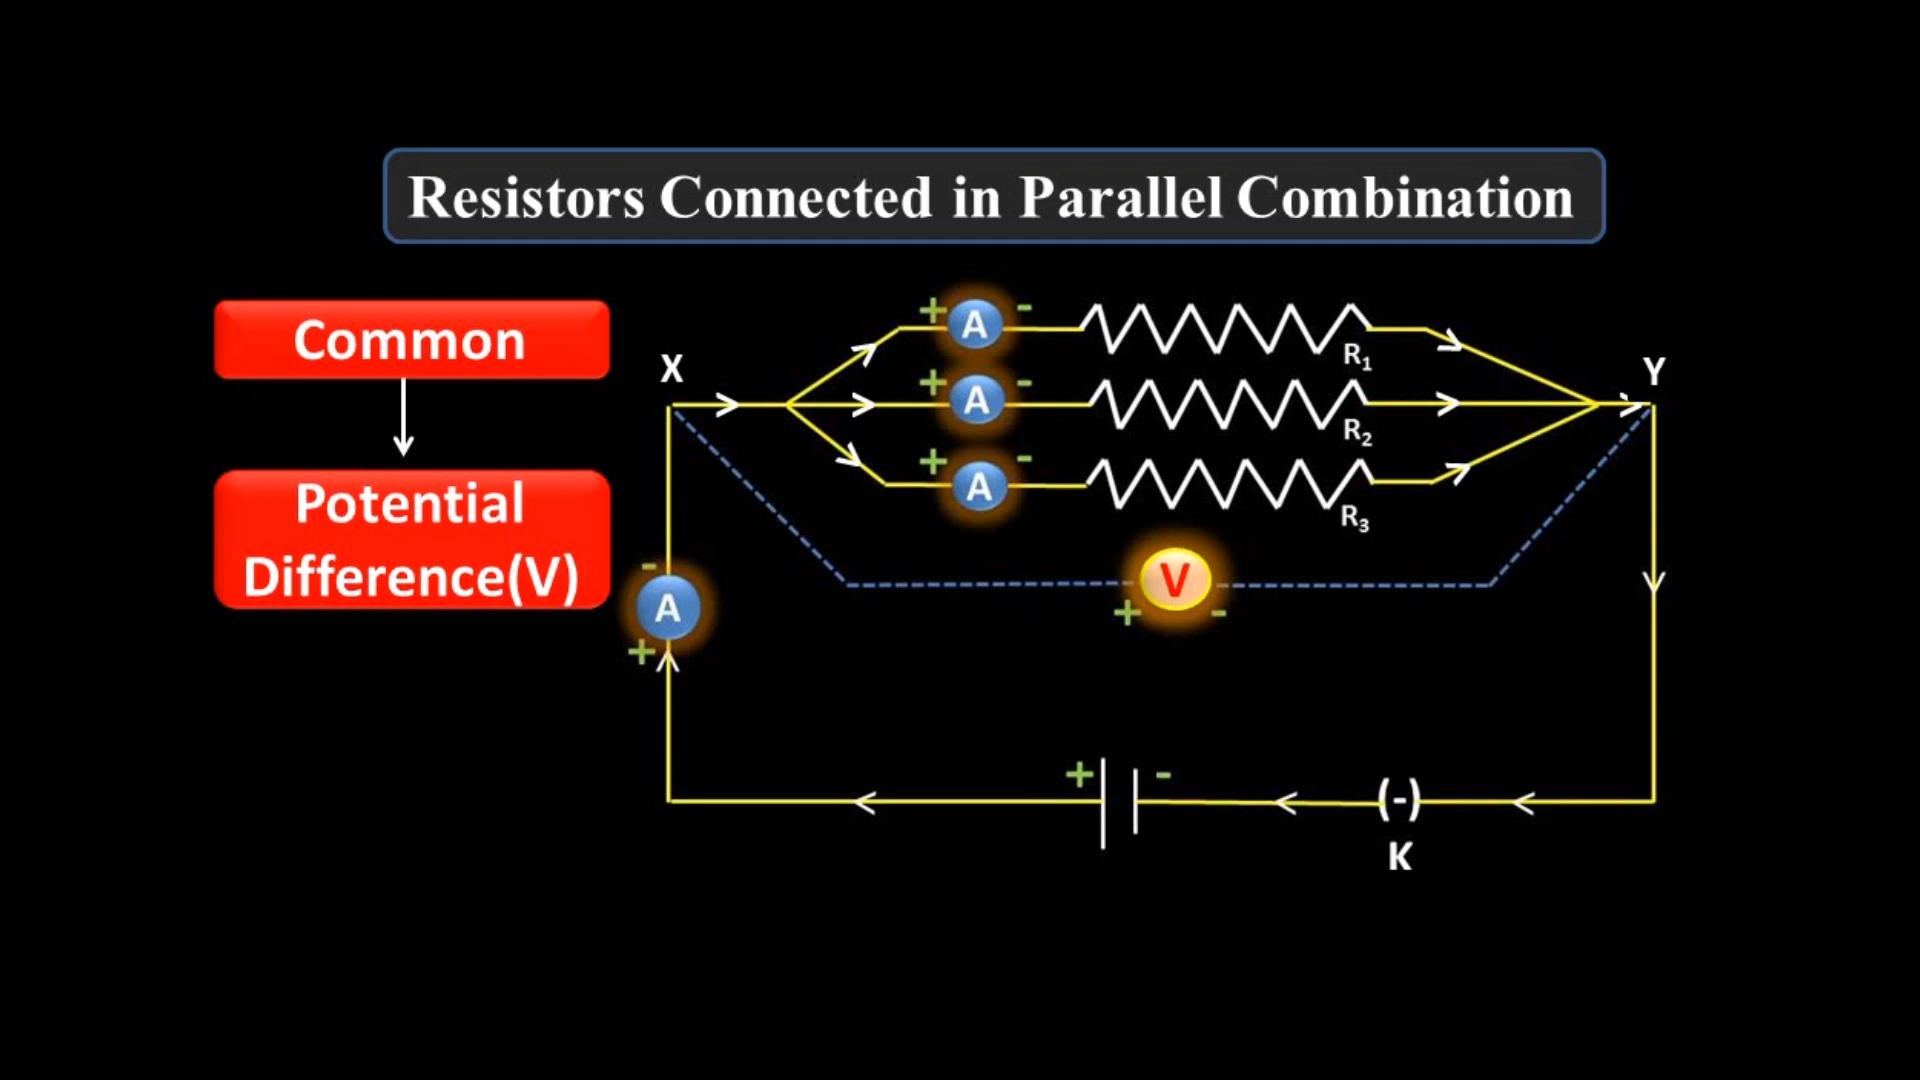 Resistors Connected in Parallel Combination
Common
Potential
Difference(V)
X
Y
+ A -
R₁
+ A -
R₂
+ A -
R₃
-
A
+
V
+ -
+ -
(-)
K